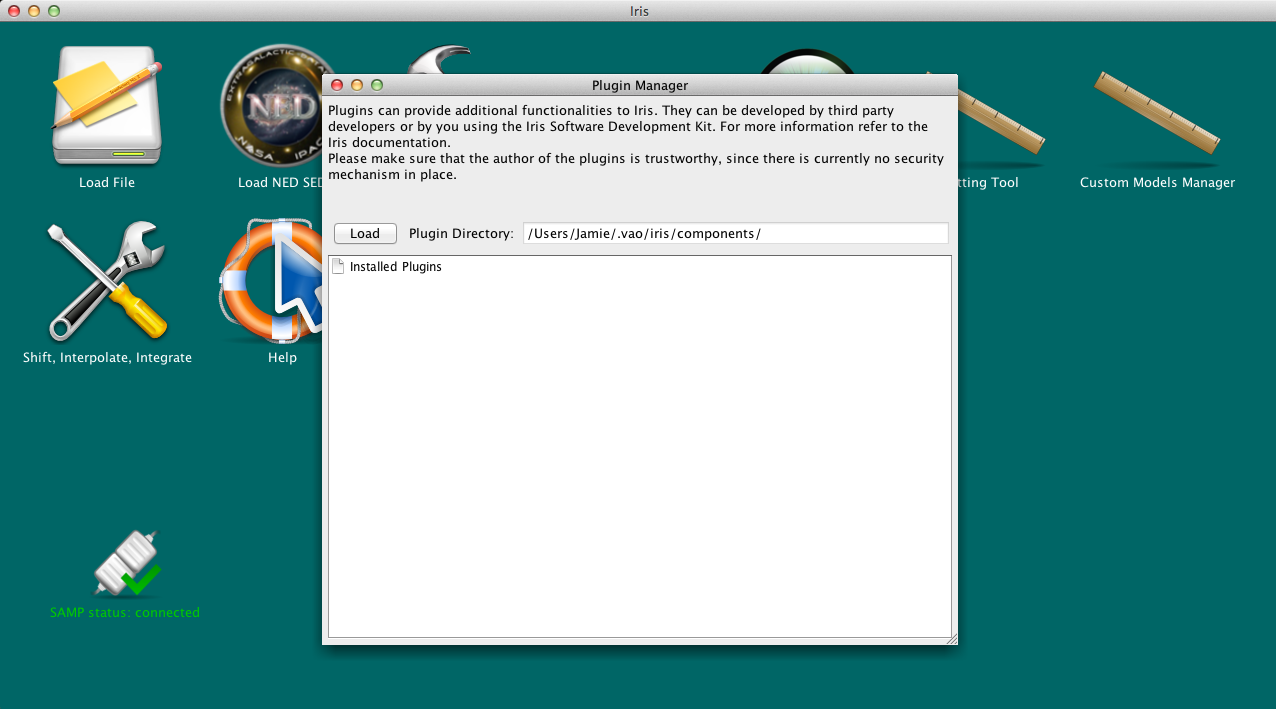 Iris
Plugin Manager
Plugins can provide additional functionalities to Iris. They can be developed by third party
developers or by you using the Iris Software Development Kit. For more information refer to the
Iris documentation.
Please make sure that the author of the plugins is trustworthy, since there is currently no security
mechanism in place.
Load Plugin Directory: /Users/Jamie/.vao/iris/components/
Installed Plugins
EXTRAGALACTIC
NED
NASA IPAC
Load File
Load NED SED
tting Tool
Custom Models Manager
Shift, Interpolate, Integrate
Help
SAMP status: connected